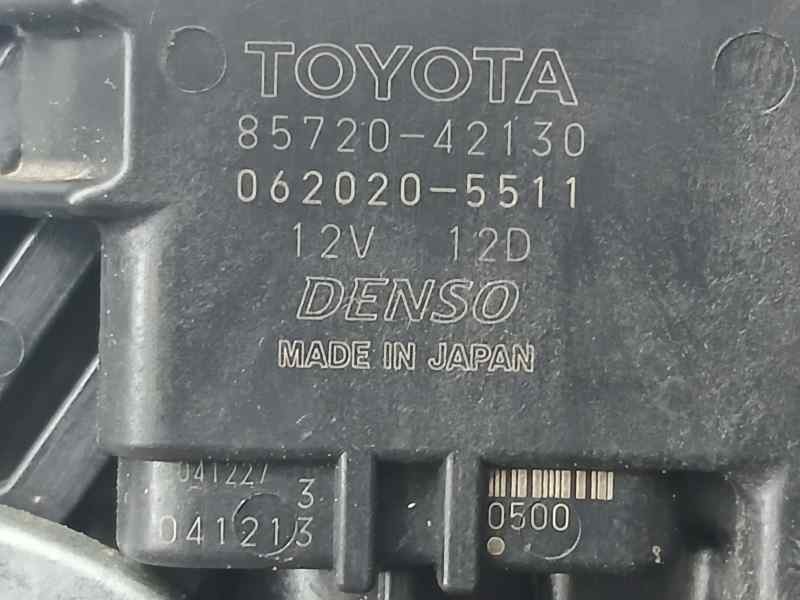 TOYOTA
85720-42130
062020-5511
12V 12D
DENSO
MADE IN JAPAN
041227
3
041213
0500